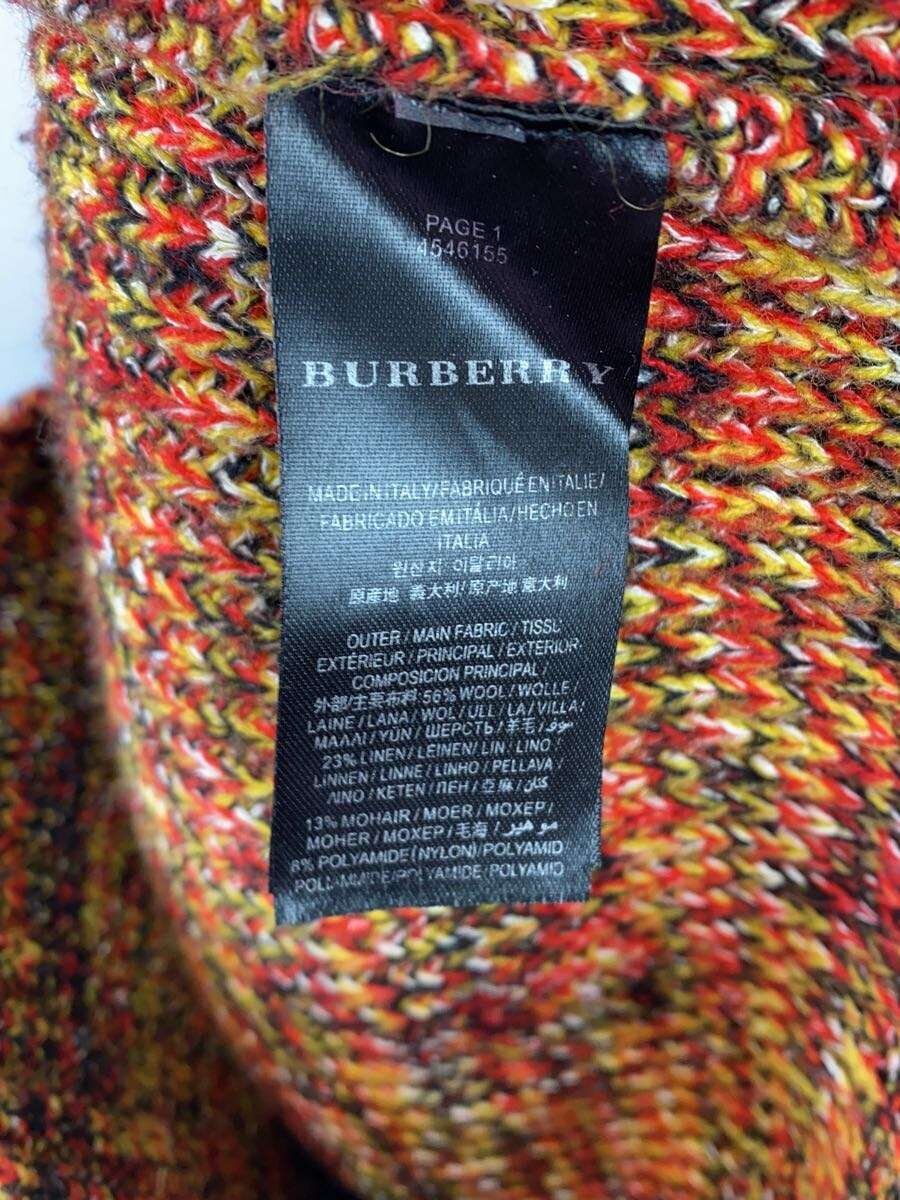 PAGE 1
4546155
BURBERRY
MADE IN ITALY/FABRIQUÉ EN ITALIE/
FABRICADO EM ITÁLIA/HECHO EN
ITALIA
원산지 이탈리아
原産地 義大利/原产地 意大利
OUTER/MAIN FABRIC/TISSU
EXTÉRIEUR/PRINCIPAL/EXTERIOR
COMPOSICION PRINCIPAL
外部/主要布料 56% WOOL/WOLLE/
LAINE/LANA/WOL/ULL/LA/VILLA/
ΜΑΛΛΙ/YÜN/ШЕРСТЬ/羊毛/صوف
23% LINEN/LEINEN/LIN/LINO
LINNEN/LINNE/LINHO/PELLAVA/
ΛΙΝΟ/KETEN/ЛЕН/亞麻/كتان
13% MOHAIR/MOER/MOXEP/
MOHER/MOXEP/毛海/موهير
8% POLYAMIDE(NYLON)/POLYAMID
/POLYAMIDE/POLYAMID